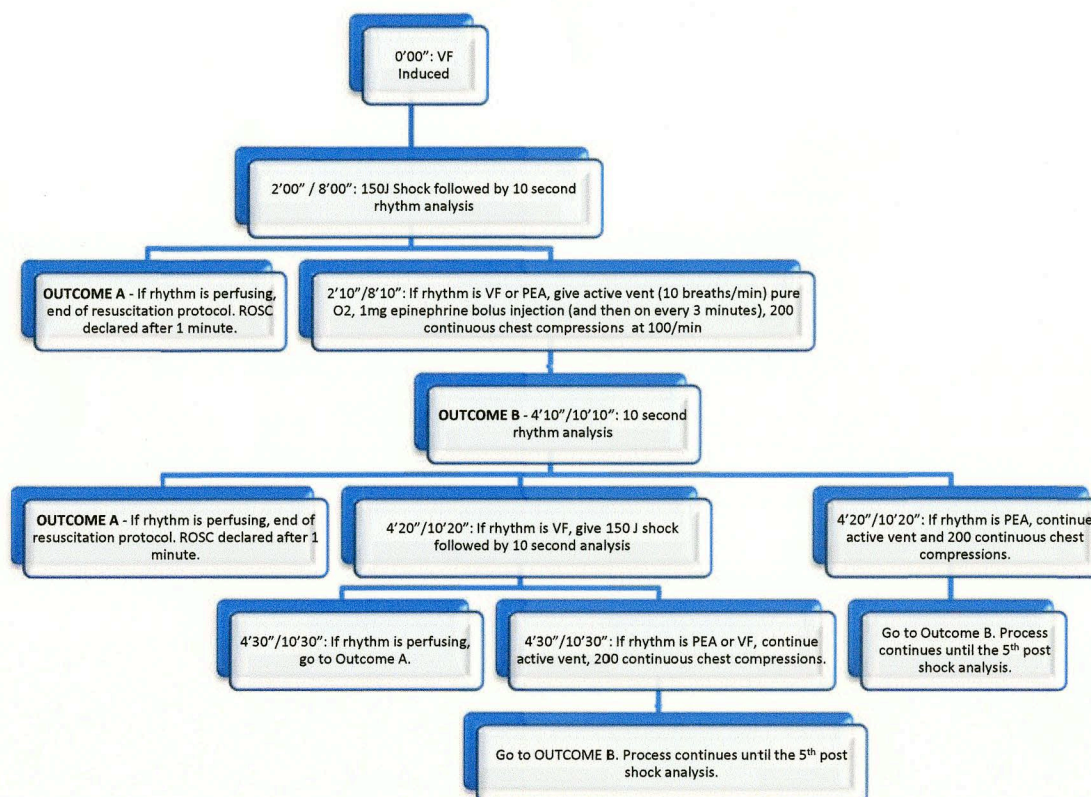 0'00": VF
Induced
2'00" / 8'00": 150J Shock followed by 10 second
rhythm analysis
OUTCOME A - If rhythm is perfusing,
end of resuscitation protocol. ROSC
declared after 1 minute.
2'10"/8'10": If rhythm is VF or PEA, give active vent (10 breaths/min) pure
O2, 1mg epinephrine bolus injection (and then on every 3 minutes), 200
continuous chest compressions at 100/min
OUTCOME B - 4'10"/10'10": 10 second
rhythm analysis
OUTCOME A - If rhythm is perfusing, end of
resuscitation protocol. ROSC declared after 1
minute.
4'20"/10'20": If rhythm is VF, give 150 J shock
followed by 10 second analysis
4'20"/10'20": If rhythm is PEA, continue
active vent and 200 continuous chest
compressions.
4'30"/10'30": If rhythm is perfusing,
go to Outcome A.
4'30"/10'30": If rhythm is PEA or VF, continue
active vent, 200 continuous chest compressions.
Go to Outcome B. Process
continues until the 5th post
shock analysis.
Go to OUTCOME B. Process continues until the 5th post
shock analysis.